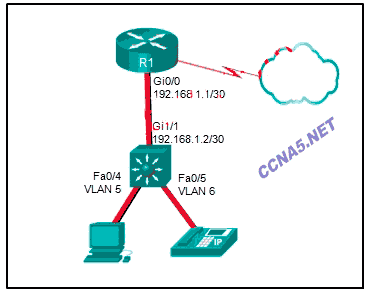 R1
Gi0/0
192.168.1.1/30
Gi1/1
192.168.1.2/30
Fa0/4
VLAN 5
Fa0/5
VLAN 6
IP
CCNA5.NET